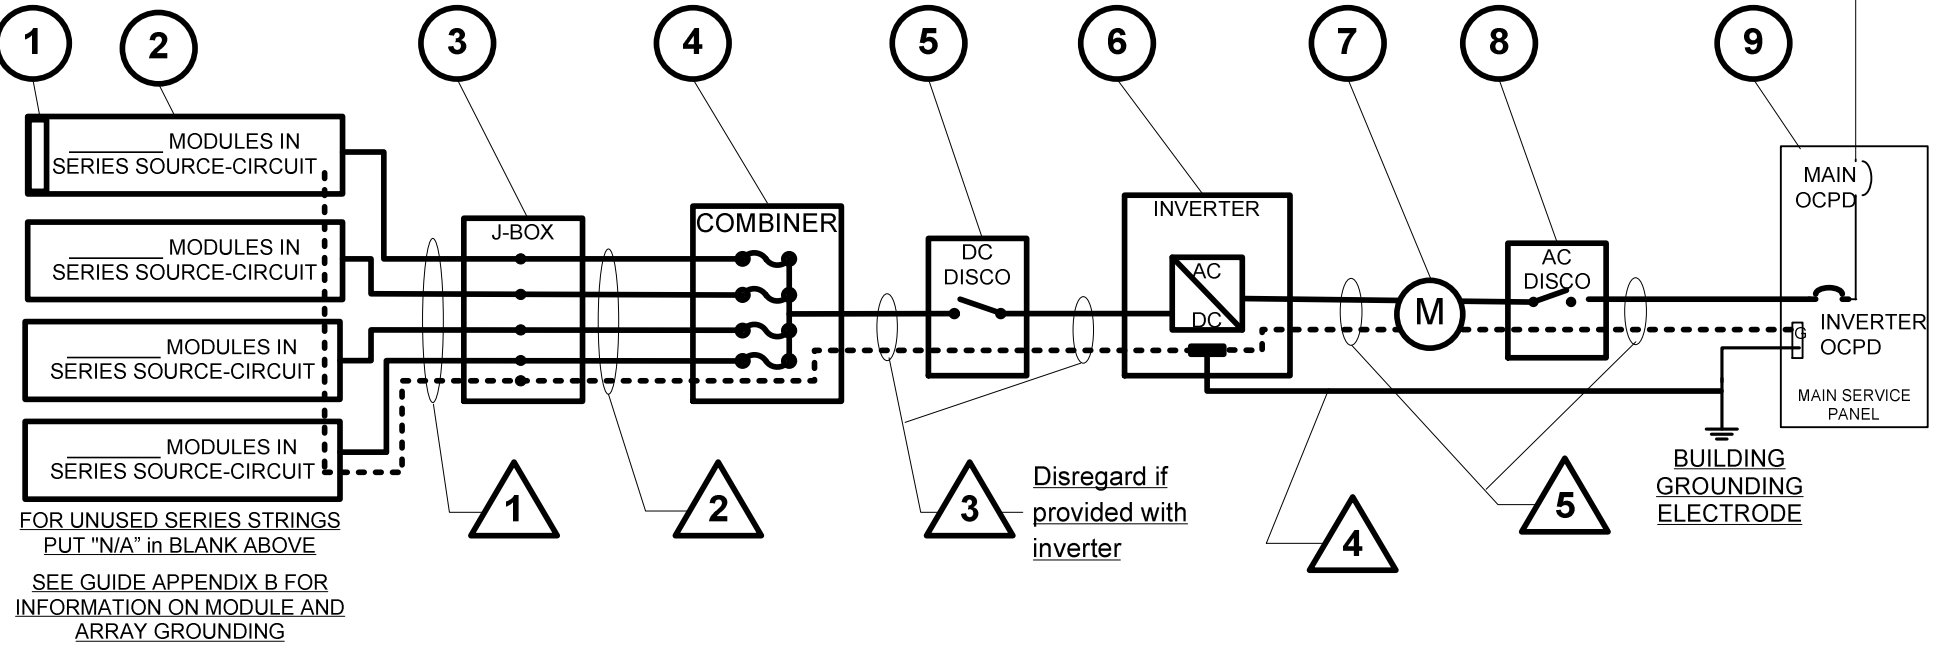 1
2
3
4
5
6
7
8
9
________ MODULES IN
SERIES SOURCE-CIRCUIT
________ MODULES IN
SERIES SOURCE-CIRCUIT
________ MODULES IN
SERIES SOURCE-CIRCUIT
________ MODULES IN
SERIES SOURCE-CIRCUIT
FOR UNUSED SERIES STRINGS
PUT "N/A” in BLANK ABOVE
SEE GUIDE APPENDIX B FOR
INFORMATION ON MODULE AND
ARRAY GROUNDING
J-BOX
COMBINER
DC
DISCO
INVERTER
AC
DC
M
AC
DISCO
MAIN
OCPD
INVERTER
OCPD
G
MAIN SERVICE
PANEL
BUILDING
GROUNDING
ELECTRODE
1
2
3
Disregard if
provided with
inverter
4
5